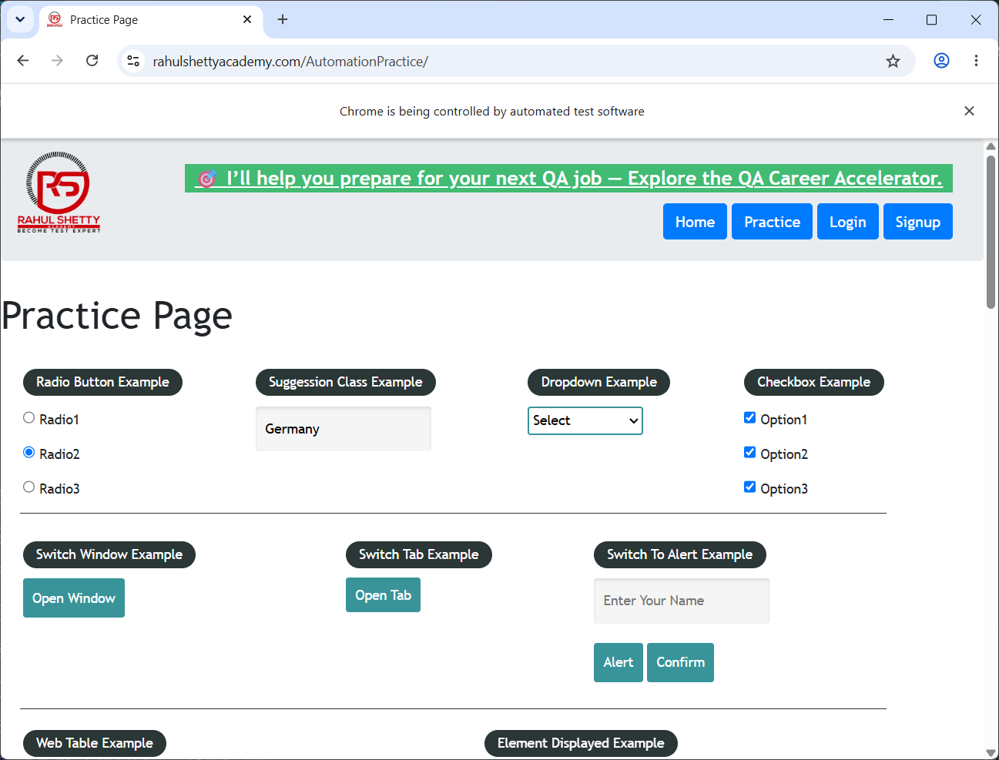 Practice Page
rahulshettyacademy.com/AutomationPractice/
Chrome is being controlled by automated test software
RS
RAHUL SHETTY
ACADEMY
BECOME TEST EXPERT
🎯 I’ll help you prepare for your next QA job — Explore the QA Career Accelerator.
Home Practice Login Signup
Practice Page
Radio Button Example Suggession Class Example Dropdown Example Checkbox Example
Radio1 Germany Select Option1
Radio2 Option2
Radio3 Option3
Switch Window Example Switch Tab Example Switch To Alert Example
Open Window Open Tab Enter Your Name
Alert Confirm
Web Table Example Element Displayed Example